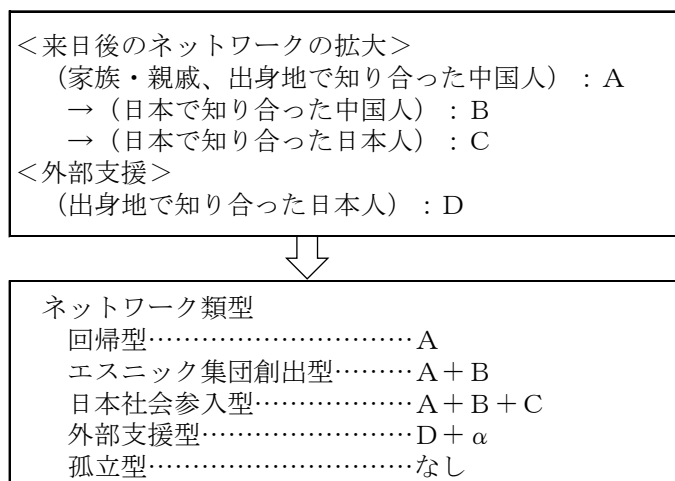 ＜来日後のネットワークの拡大＞
（家族・親戚、出身地で知り合った中国人）：A
→（日本で知り合った中国人）：B
→（日本で知り合った日本人）：C
＜外部支援＞
（出身地で知り合った日本人）：D
ネットワーク類型
回帰型…………………………A
エスニック集団創出型………A＋B
日本社会参入型………………A＋B＋C
外部支援型……………………D＋α
孤立型…………………………なし